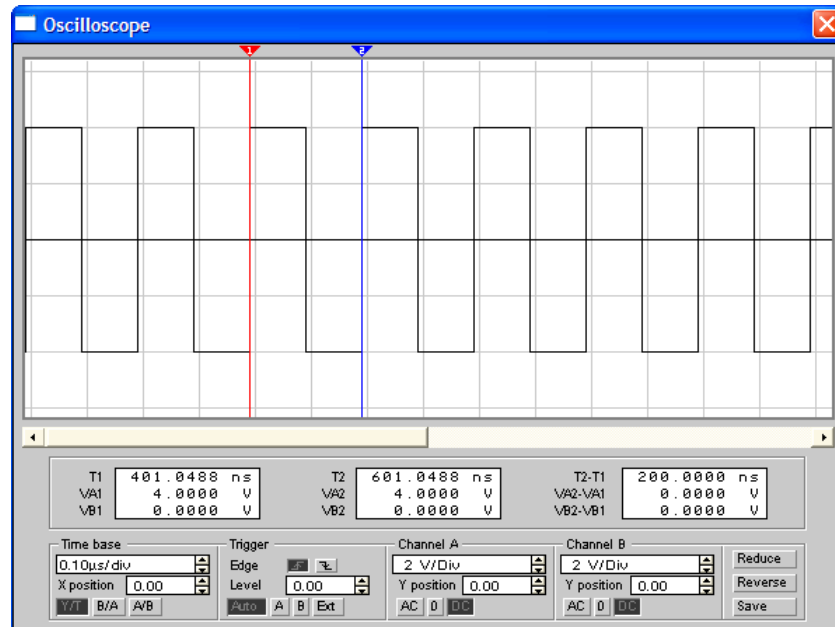 Oscilloscope
1 2
T1 401.0488 ns T2 601.0488 ns T2-T1 200.0000 ns
VA1 4.0000 V VA2 4.0000 V VA2-VA1 0.0000 V
VB1 0.0000 V VB2 0.0000 V VB2-VB1 0.0000 V
Time base Trigger Channel A Channel B
0.10µs/div Edge 2 V/Div 2 V/Div Reduce
X position 0.00 Level 0.00 Y position 0.00 Y position 0.00 Reverse
Y/T B/A A/B Auto A B Ext AC 0 DC AC 0 DC Save